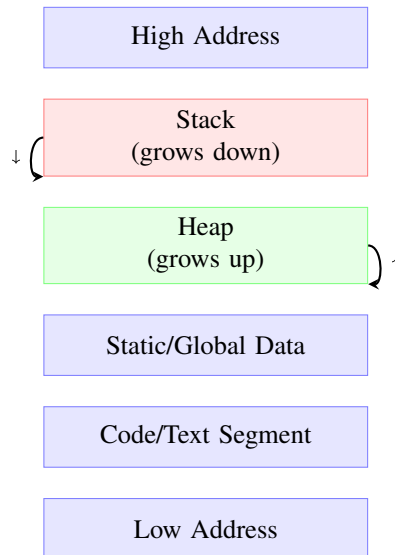 High Address
Stack
(grows down)
↓
Heap
(grows up)
Static/Global Data
Code/Text Segment
Low Address